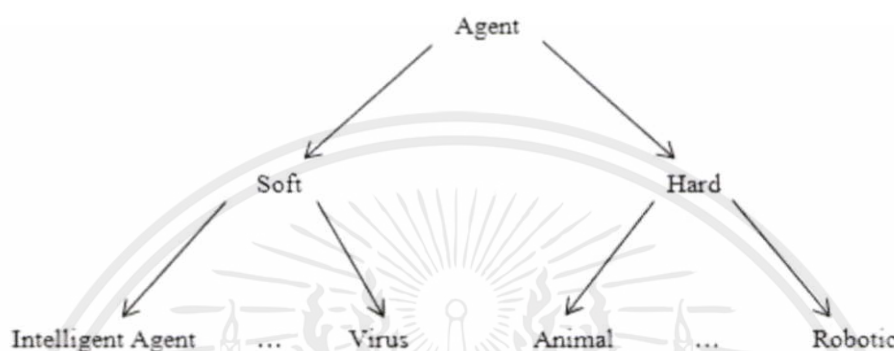 Agent
Soft Hard
Intelligent Agent ... Virus Animal ... Robotic